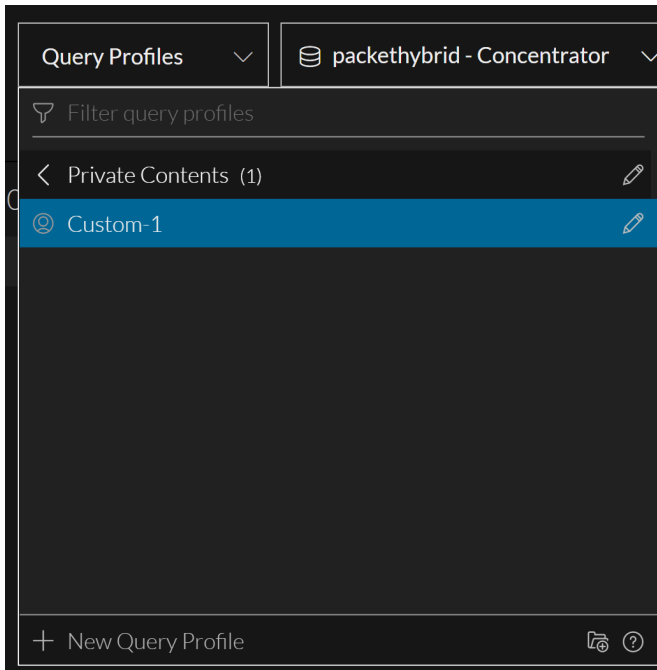 Query Profiles
packethybrid - Concentrator
Filter query profiles
Private Contents (1)
Custom-1
New Query Profile